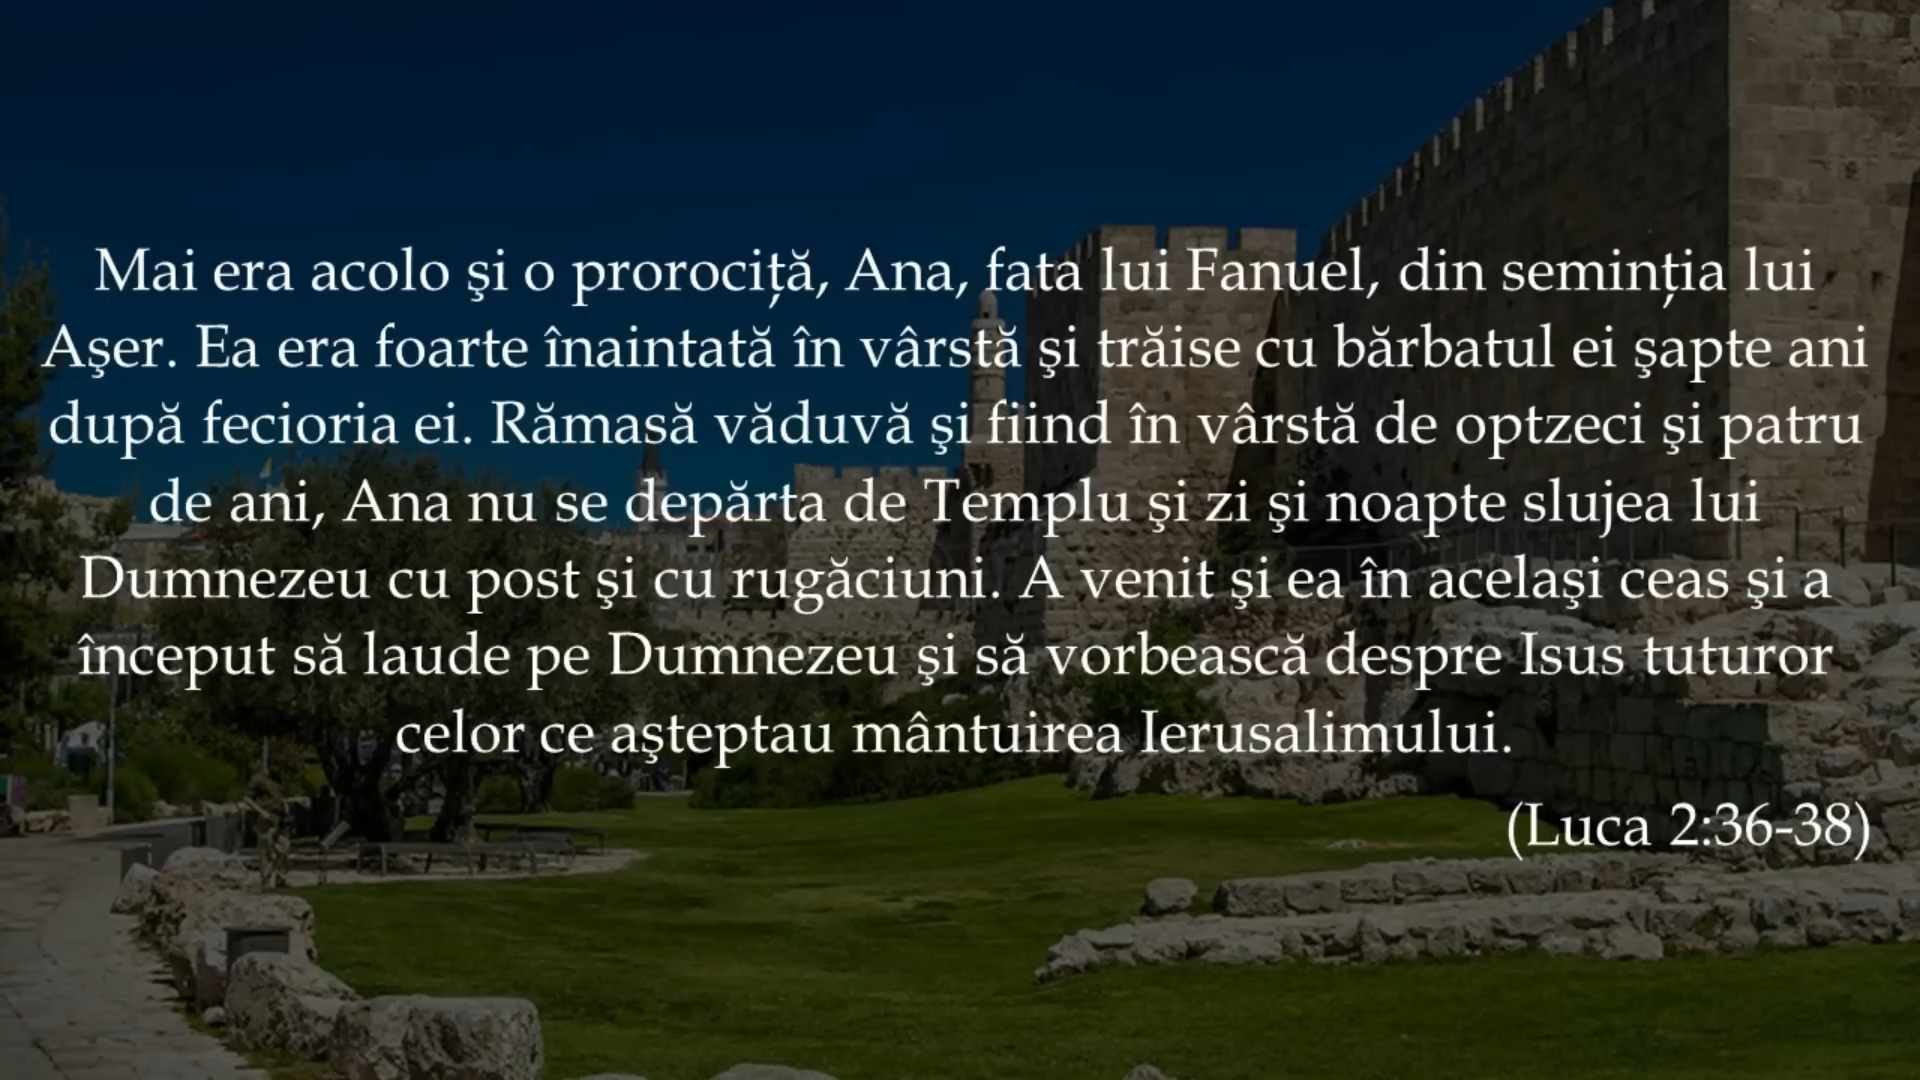 Mai era acolo şi o prorociţă, Ana, fata lui Fanuel, din seminţia lui
Aşer. Ea era foarte înaintată în vârstă şi trăise cu bărbatul ei şapte ani
după fecioria ei. Rămasă văduvă şi fiind în vârstă de optzeci şi patru
de ani, Ana nu se depărta de Templu şi zi şi noapte slujea lui
Dumnezeu cu post şi cu rugăciuni. A venit şi ea în acelaşi ceas şi a
început să laude pe Dumnezeu şi să vorbească despre Isus tuturor
celor ce aşteptau mântuirea Ierusalimului.
(Luca 2:36-38)